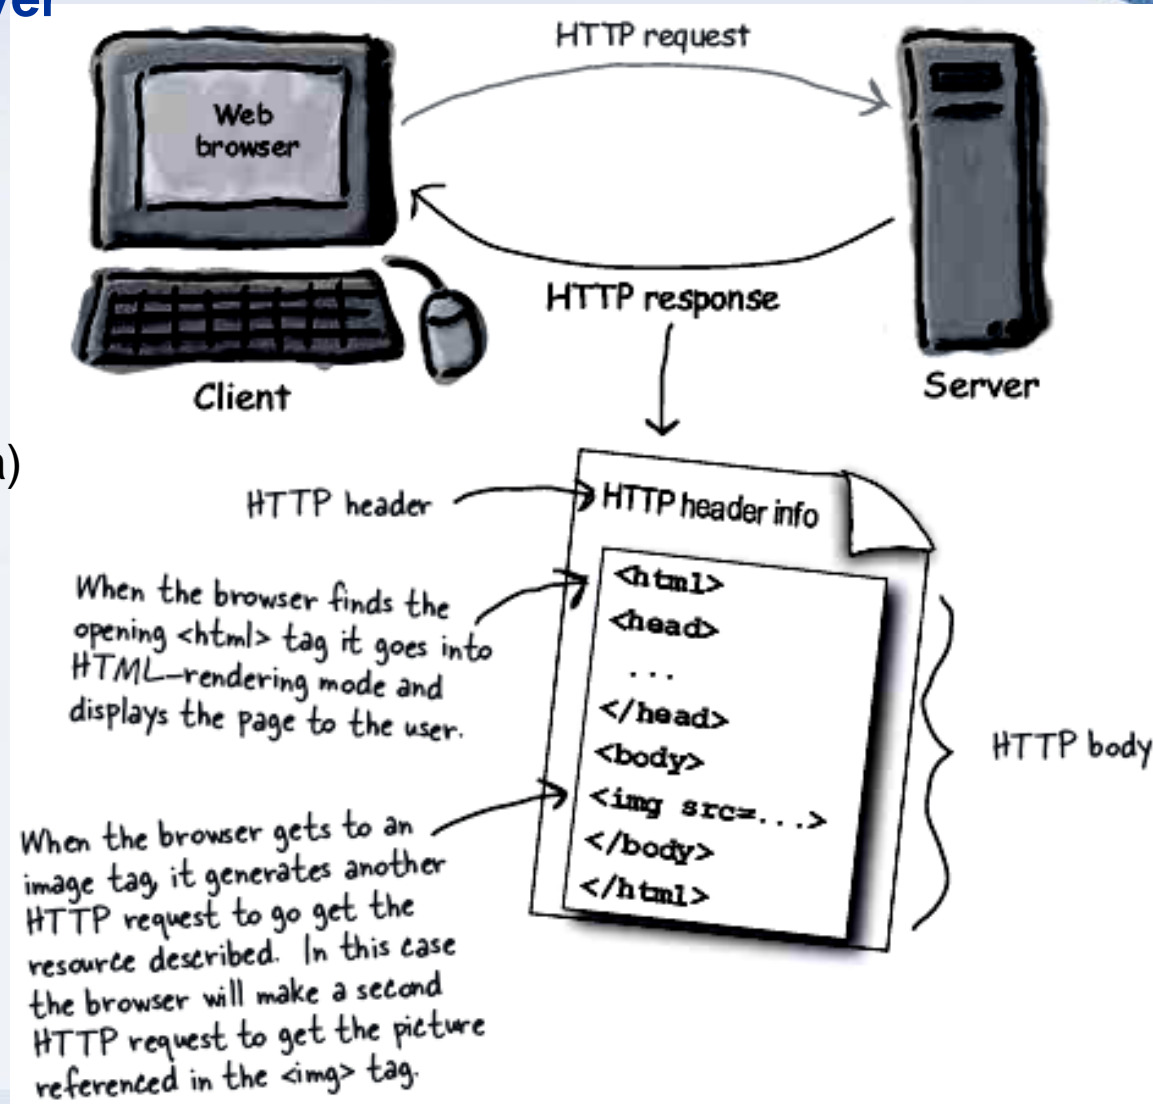 HTTP request
Web
browser
HTTP response
Client
Server
a)
HTTP header
HTTP header info
When the browser finds the
opening <html> tag it goes into
HTML-rendering mode and
displays the page to the user.
<html>
<head>
...
</head>
<body>
<img src=...>
</body>
</html>
HTTP body
When the browser gets to an
image tag, it generates another
HTTP request to go get the
resource described. In this case
the browser will make a second
HTTP request to get the picture
referenced in the <img> tag.